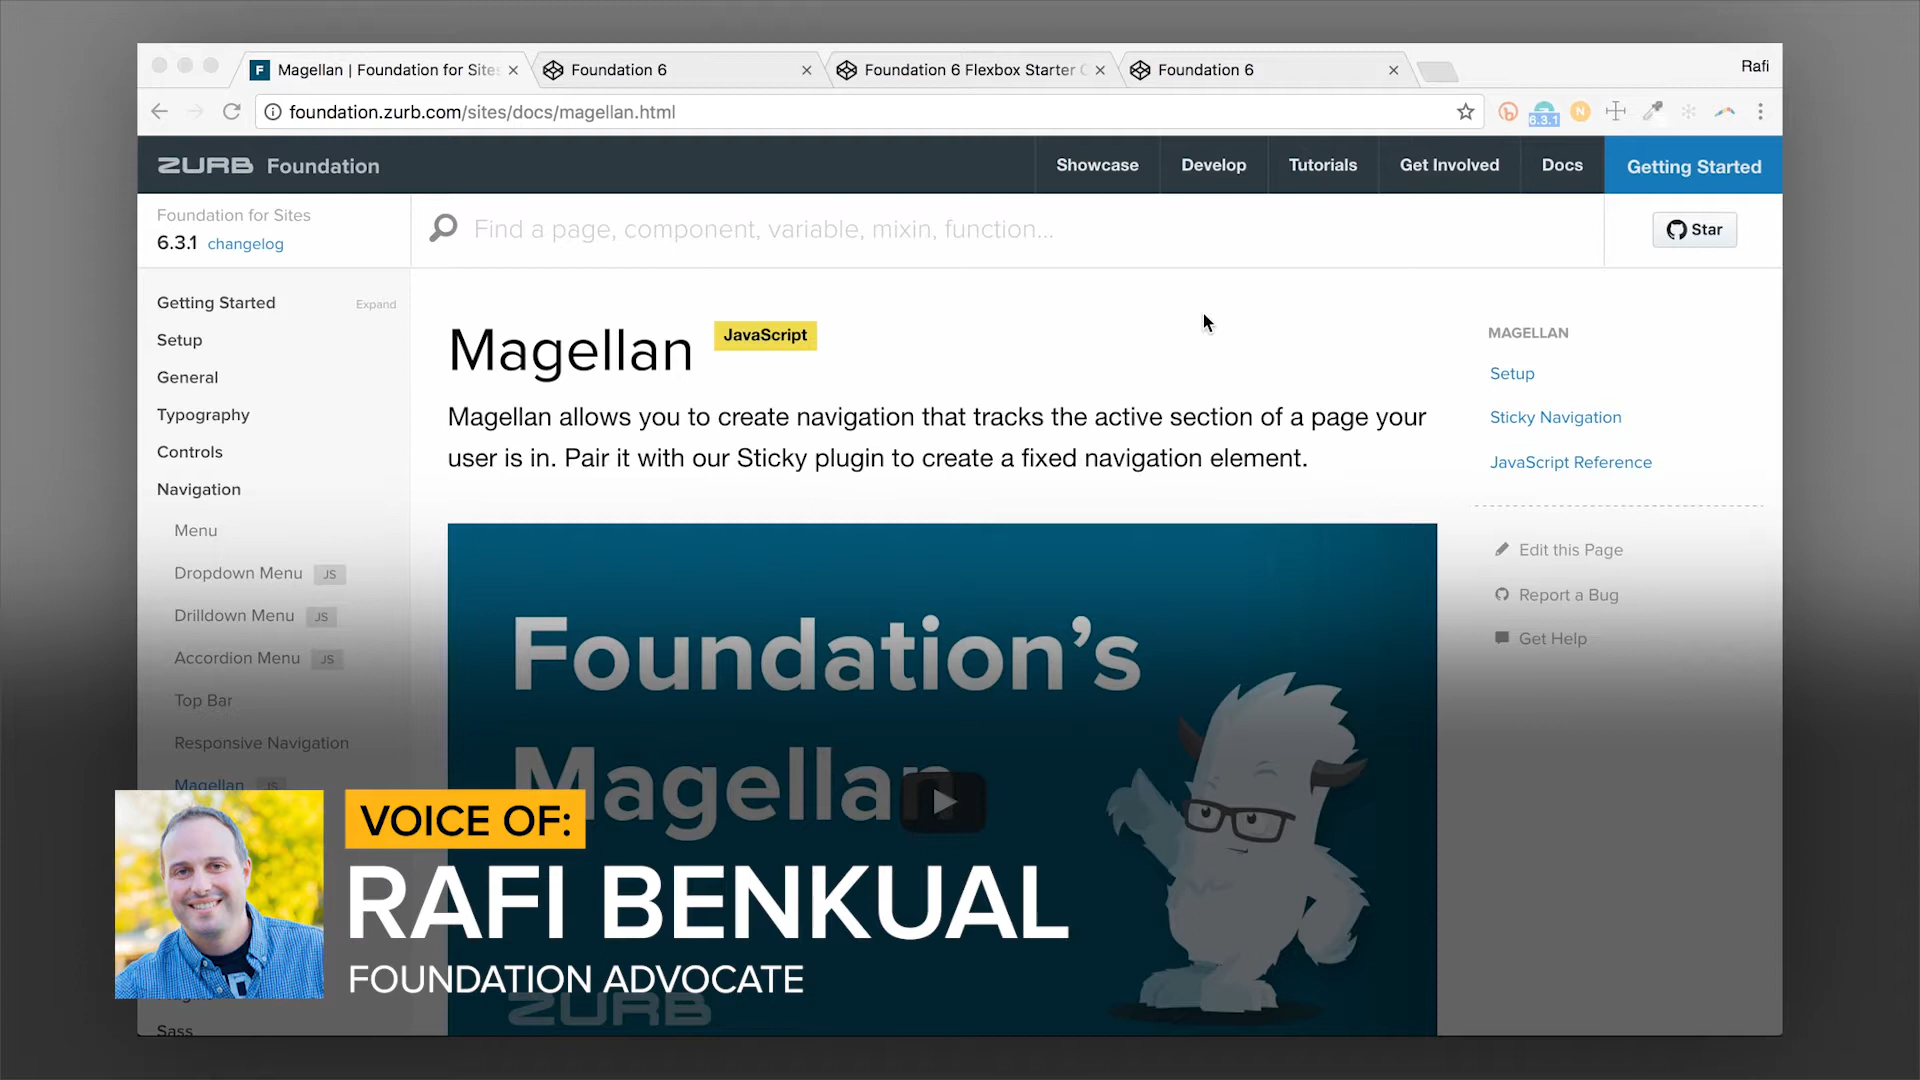 Magellan | Foundation for Site
Foundation 6
Foundation 6 Flexbox Starter
Foundation 6
Rafi
foundation.zurb.com/sites/docs/magellan.html
6.3.1
N
ZURB Foundation
Showcase
Develop
Tutorials
Get Involved
Docs
Getting Started
Foundation for Sites
6.3.1 changelog
Find a page, component, variable, mixin, function...
Star
Getting Started
Expand
Setup
General
Typography
Controls
Navigation
Menu
Dropdown Menu JS
Drilldown Menu JS
Accordion Menu JS
Top Bar
Responsive Navigation
Magellan JS
Sass
Magellan JavaScript
Magellan allows you to create navigation that tracks the active section of a page your
user is in. Pair it with our Sticky plugin to create a fixed navigation element.
Foundation's
Magellan
ZURB
MAGELLAN
Setup
Sticky Navigation
JavaScript Reference
Edit this Page
Report a Bug
Get Help
VOICE OF:
RAFI BENKUAL
FOUNDATION ADVOCATE